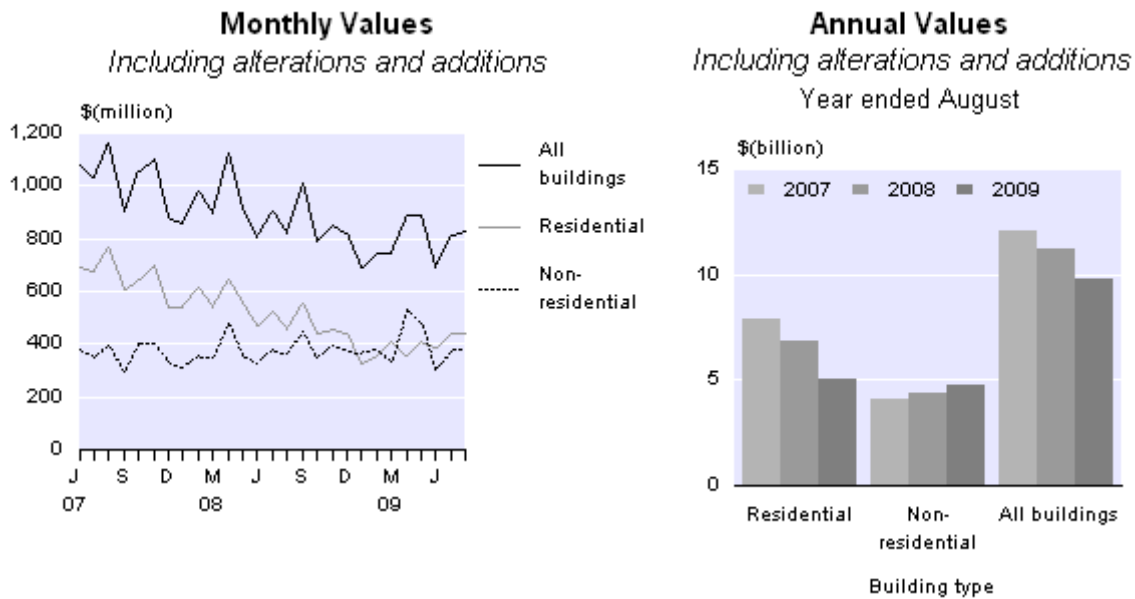 Monthly Values
Including alterations and additions
$(million)
1,200
1,000
800
600
400
200
0
J S D M J S D M J
07 08 09
All
buildings
Residential
Non-
residential
Annual Values
Including alterations and additions
Year ended August
$(billion)
15
10
5
0
2007 2008 2009
Residential Non-
residential All buildings
Building type